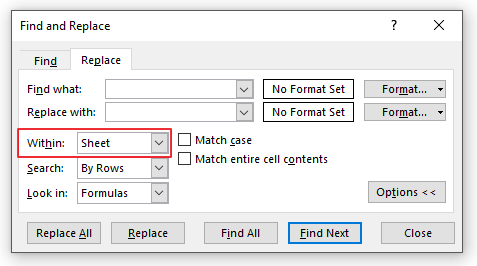 Find and Replace ? ×
Find Replace
Find what: No Format Set Format...
Replace with: No Format Set Format...
Within: Sheet Match case
Search: By Rows Match entire cell contents
Look in: Formulas Options <<
Replace All Replace Find All Find Next Close